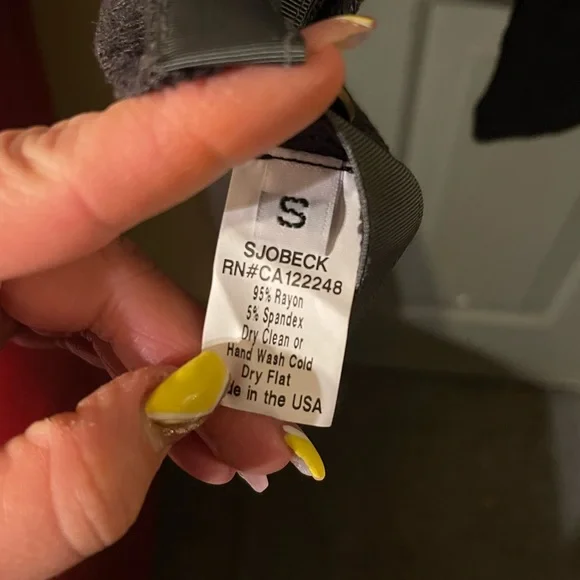 S
SJOBECK
RN#CA122248
95% Rayon
5% Spandex
Dry Clean or
Hand Wash Cold
Dry Flat
de in the USA